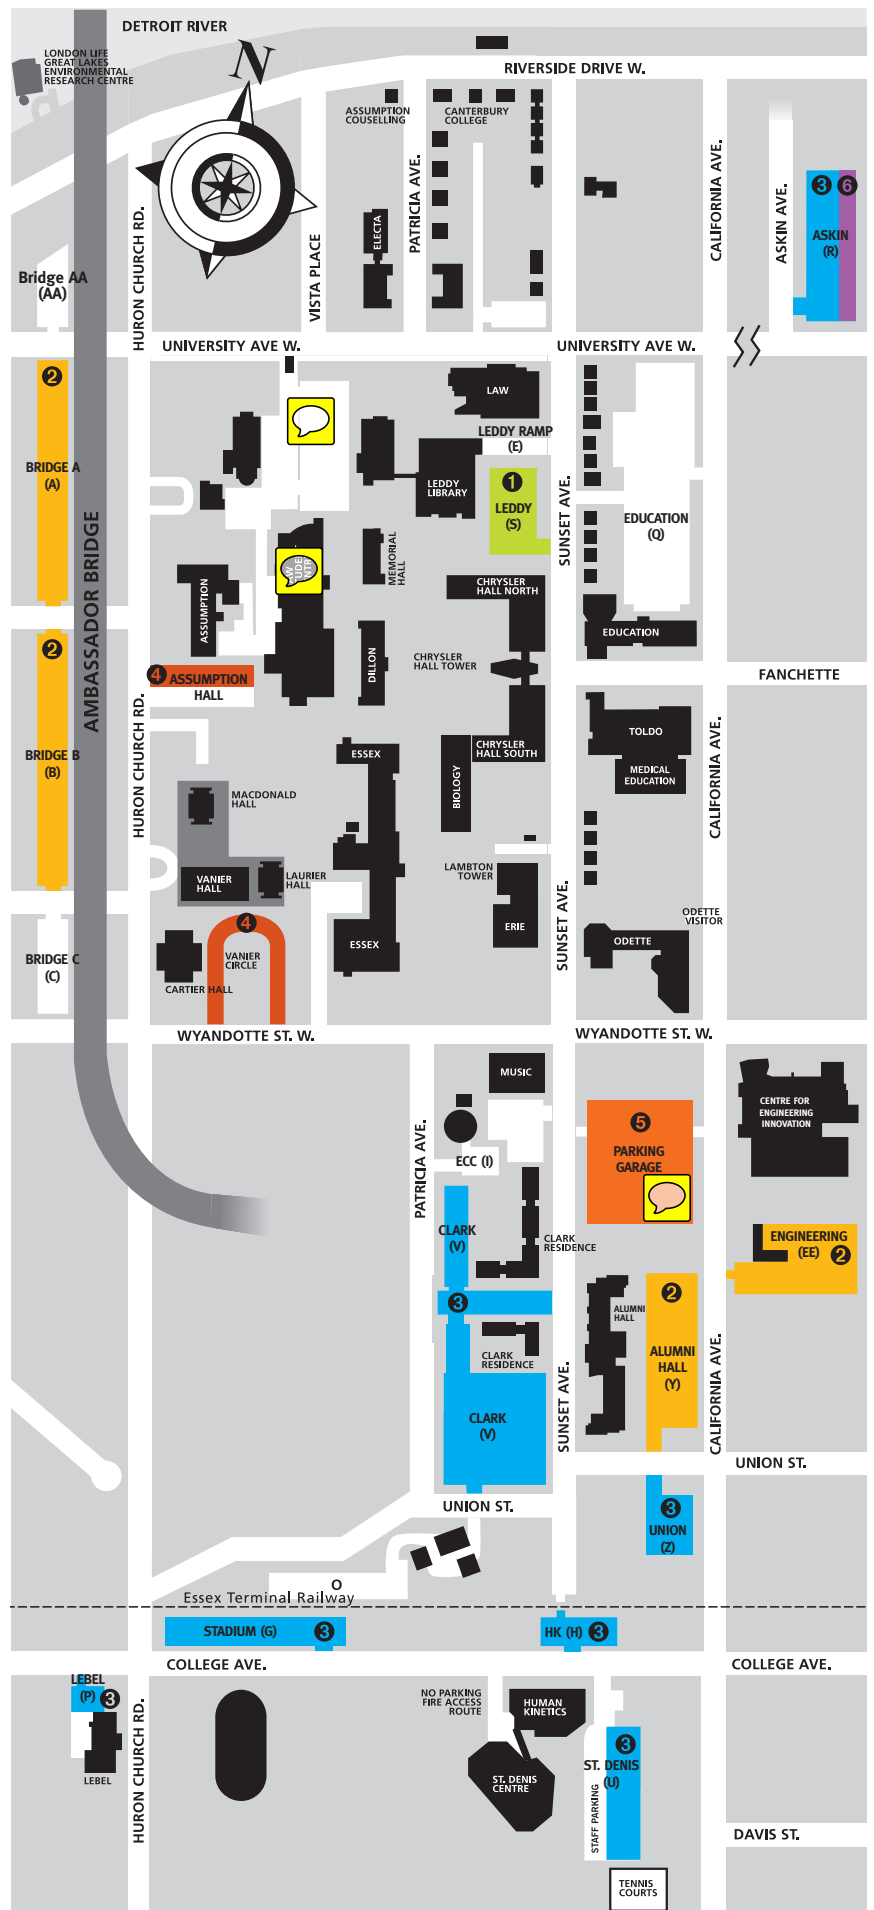 DETROIT RIVER
LONDON LIFE
GREAT LAKES
ENVIRONMENTAL
RESEARCH CENTRE
N
RIVERSIDE DRIVE W.
ASSUMPTION
COUSELLING
CANTERBURY
COLLEGE
PATRICIA AVE.
CALIFORNIA AVE.
ASKIN AVE.
3
6
ASKIN
(R)
HURON CHURCH RD.
VISTA PLACE
ELECTA
Bridge AA
(AA)
UNIVERSITY AVE W.
UNIVERSITY AVE W.
2
BRIDGE A
(A)
LAW
LEDDY RAMP
(E)
LEDDY
LIBRARY
1
LEDDY
(S)
SUNSET AVE.
EDUCATION
(Q)
AMBASSADOR BRIDGE
MEMORIAL
HALL
CHRYSLER
HALL NORTH
ASSUMPTION
2
BRIDGE B
(B)
EDUCATION
DILLON
CHRYSLER
HALL TOWER
4
ASSUMPTION
HALL
FANCHETTE
HURON CHURCH RD.
CALIFORNIA AVE.
ESSEX
CHRYSLER
HALL SOUTH
BIOLOGY
TOLDO
MEDICAL
EDUCATION
MACDONALD
HALL
VANIER
HALL
LAURIER
HALL
LAMBTON
TOWER
ERIE
SUNSET AVE.
ODETTE
VISITOR
ODETTE
4
VANIER
CIRCLE
CARTIER HALL
ESSEX
BRIDGE C
(C)
WYANDOTTE ST. W.
WYANDOTTE ST. W.
MUSIC
PATRICIA AVE.
ECC (I)
5
PARKING
GARAGE
CENTRE FOR
ENGINEERING
INNOVATION
CLARK
(V)
CLARK
RESIDENCE
ENGINEERING
(EE)
2
3
2
ALUMNI
HALL
ALUMNI
HALL
(Y)
CLARK
RESIDENCE
SUNSET AVE.
CALIFORNIA AVE.
CLARK
(V)
UNION ST.
UNION ST.
3
UNION
(Z)
O
Essex Terminal Railway
STADIUM (G)
3
HK (H)
3
COLLEGE AVE.
COLLEGE AVE.
LEBEL
(P)
3
LEBEL
HURON CHURCH RD.
NO PARKING
FIRE ACCESS
ROUTE
HUMAN
KINETICS
ST. DENIS
CENTRE
3
ST. DENIS
(U)
STAFF PARKING
DAVIS ST.
TENNIS
COURTS